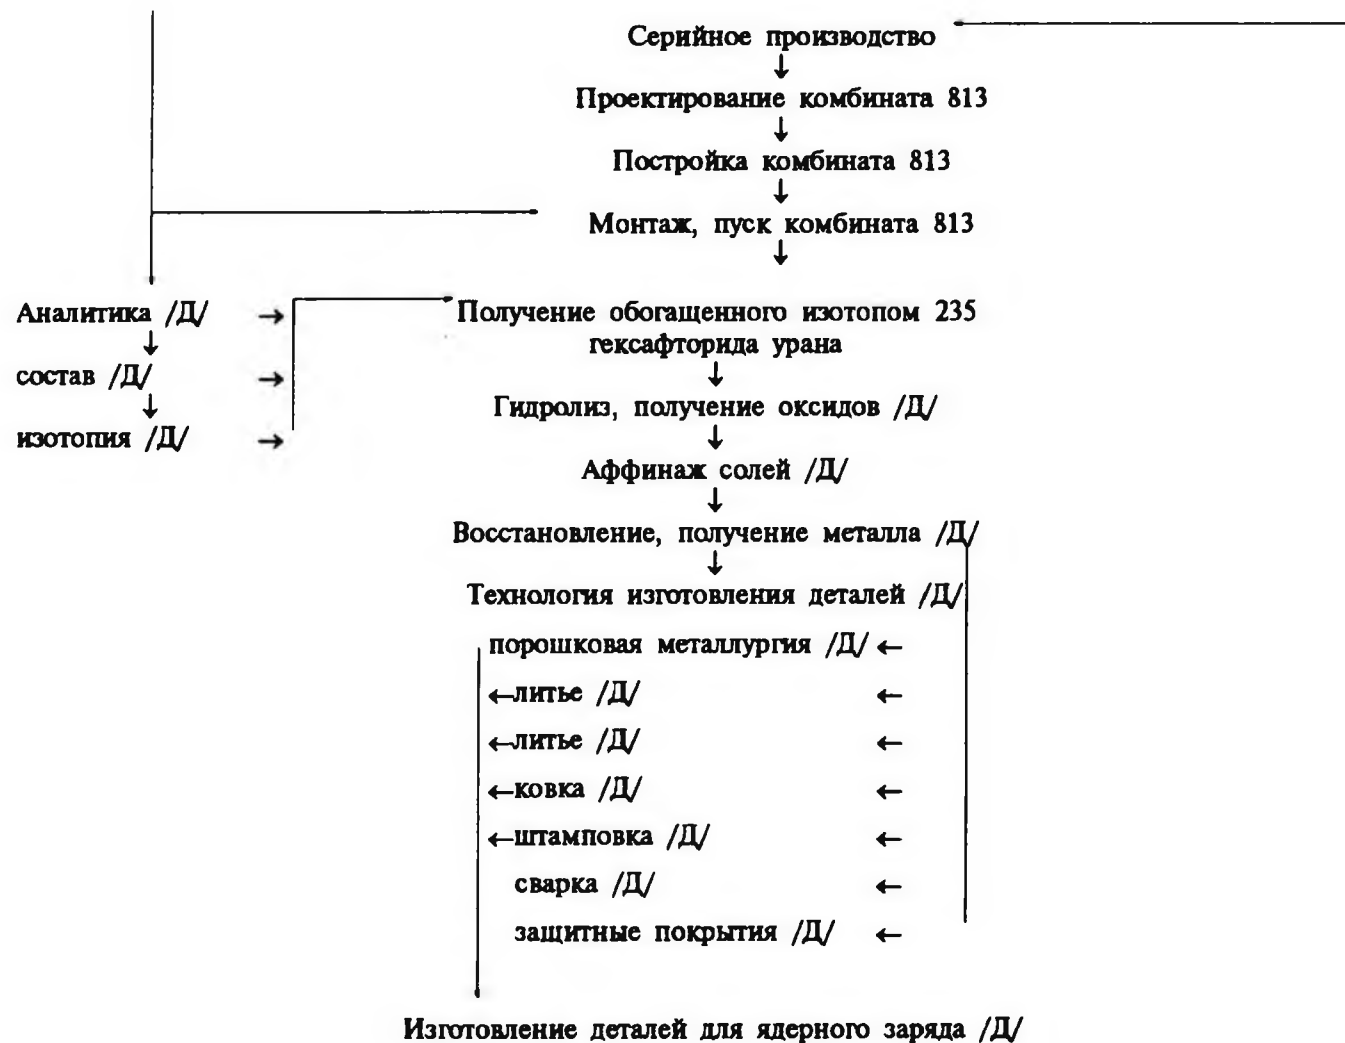 Серийное производство
Проектирование комбината 813
Постройка комбината 813
Монтаж, пуск комбината 813
Аналитика /Д/
состав /Д/
изотопия /Д/
Получение обогащенного изотопом 235
гексафторида урана
Гидролиз, получение оксидов /Д/
Аффинаж солей /Д/
Восстановление, получение металла /Д/
Технология изготовления деталей /Д/
порошковая металлургия /Д/
литье /Д/
литье /Д/
ковка /Д/
штамповка /Д/
сварка /Д/
защитные покрытия /Д/
Изготовление деталей для ядерного заряда /Д/